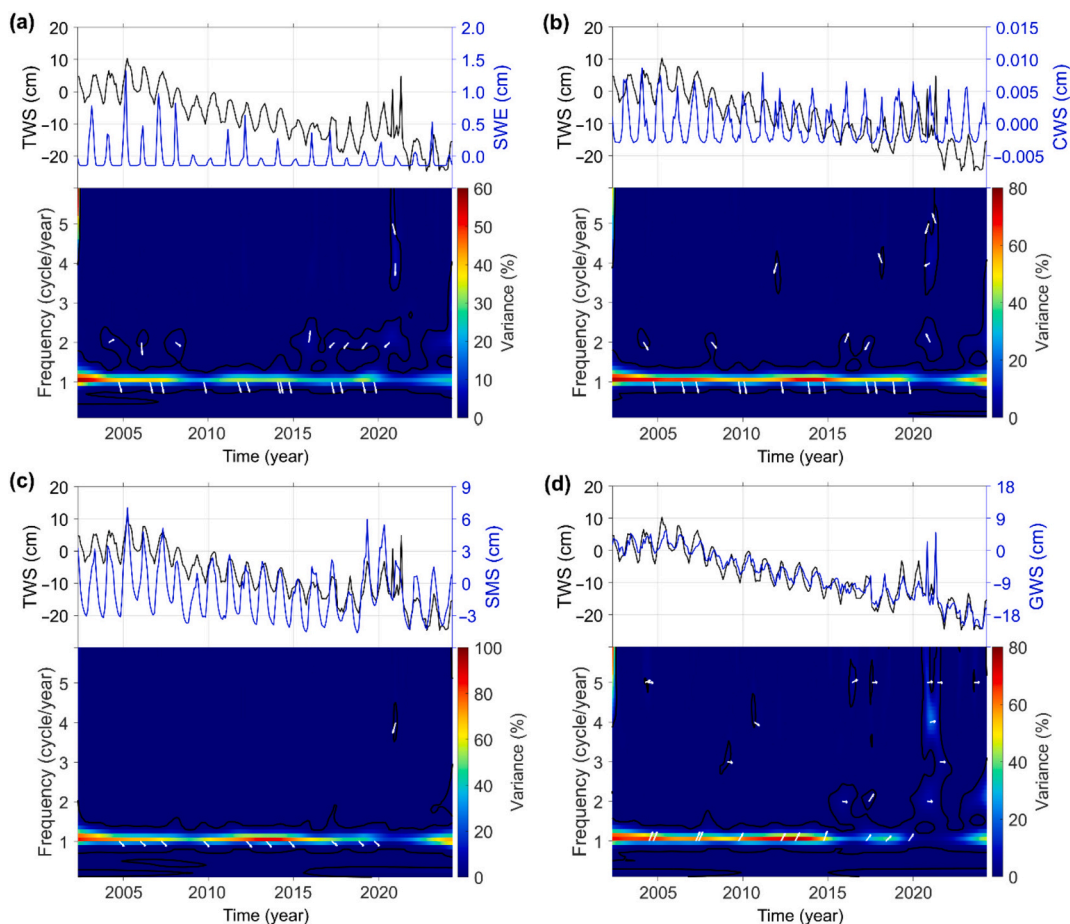 (a)
20
10
0
−10
−20
TWS (cm)
2.0
1.5
1.0
0.5
0.0
SWE (cm)
5
4
3
2
1
Frequency (cycle/year)
60
50
40
30
20
10
0
Variance (%)
2005 2010 2015 2020
Time (year)
(b)
20
10
0
−10
−20
TWS (cm)
0.015
0.010
0.005
0.000
−0.005
CWS (cm)
5
4
3
2
1
Frequency (cycle/year)
80
60
40
20
0
Variance (%)
2005 2010 2015 2020
Time (year)
(c)
20
10
0
−10
−20
TWS (cm)
9
6
3
0
−3
SMS (cm)
5
4
3
2
1
Frequency (cycle/year)
100
80
60
40
20
0
Variance (%)
2005 2010 2015 2020
Time (year)
(d)
20
10
0
−10
−20
TWS (cm)
18
9
0
−9
−18
GWS (cm)
5
4
3
2
1
Frequency (cycle/year)
80
60
40
20
0
Variance (%)
2005 2010 2015 2020
Time (year)